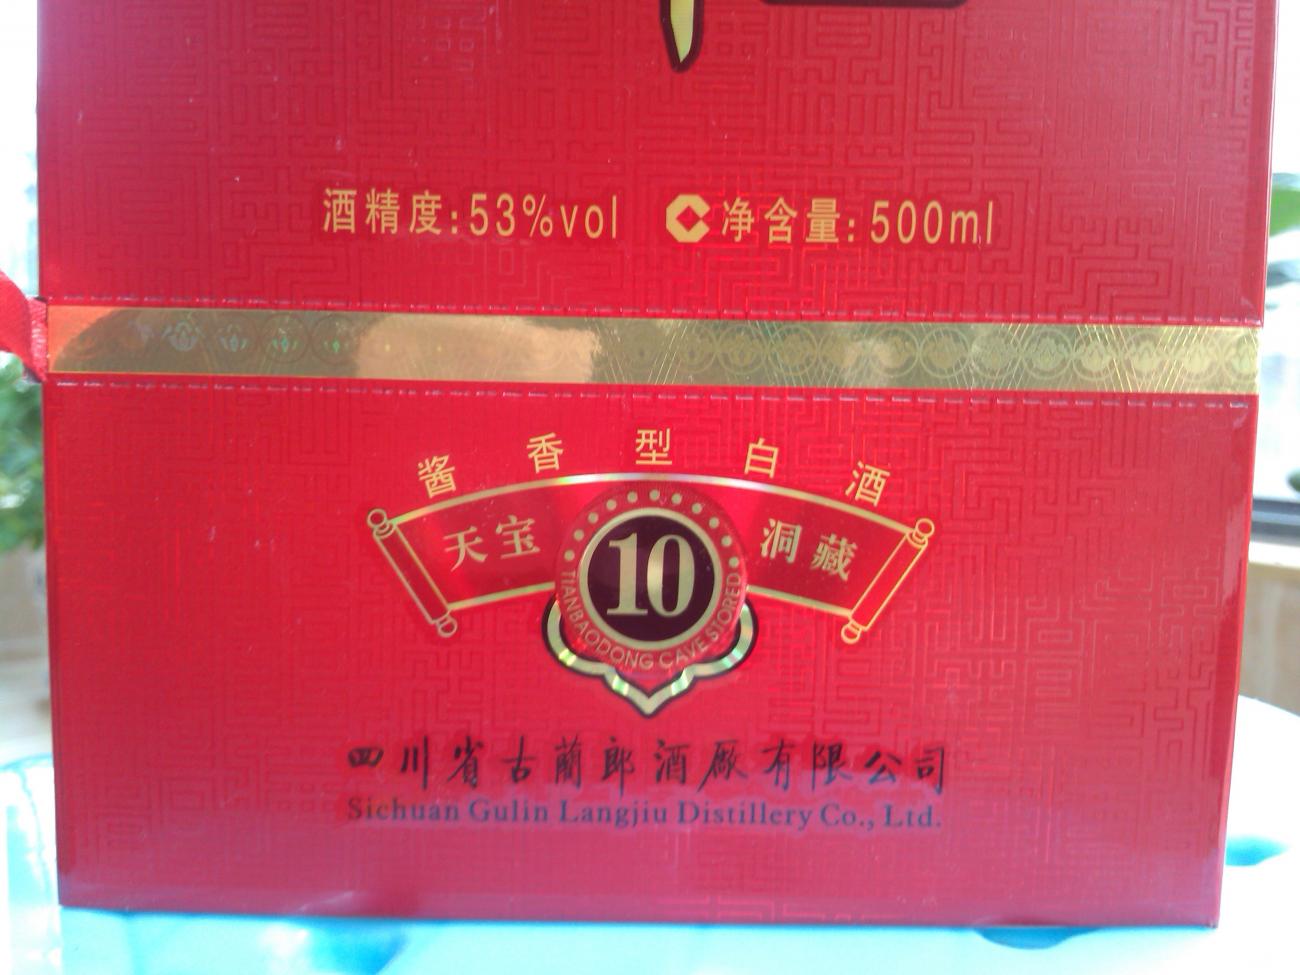 酒精度:53%vol 净含量:500ml
酱香型白酒
天宝 10 洞藏
TIANBAODONG CAVE STORED
四川省古蔺郎酒厂有限公司
Sichuan Gulin Langjiu Distillery Co., Ltd.